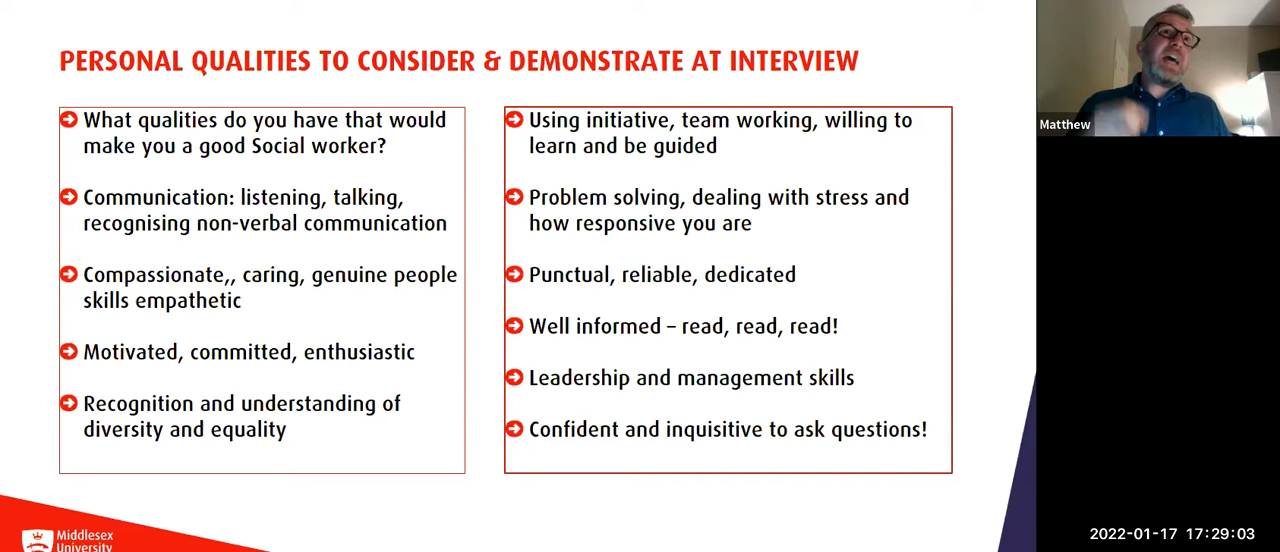 PERSONAL QUALITIES TO CONSIDER & DEMONSTRATE AT INTERVIEW
What qualities do you have that would
make you a good Social worker?
Communication: listening, talking,
recognising non-verbal communication
Compassionate,, caring, genuine people
skills empathetic
Motivated, committed, enthusiastic
Recognition and understanding of
diversity and equality
Using initiative, team working, willing to
learn and be guided
Problem solving, dealing with stress and
how responsive you are
Punctual, reliable, dedicated
Well informed – read, read, read!
Leadership and management skills
Confident and inquisitive to ask questions!
Matthew
Middlesex
University
2022-01-17 17:29:03